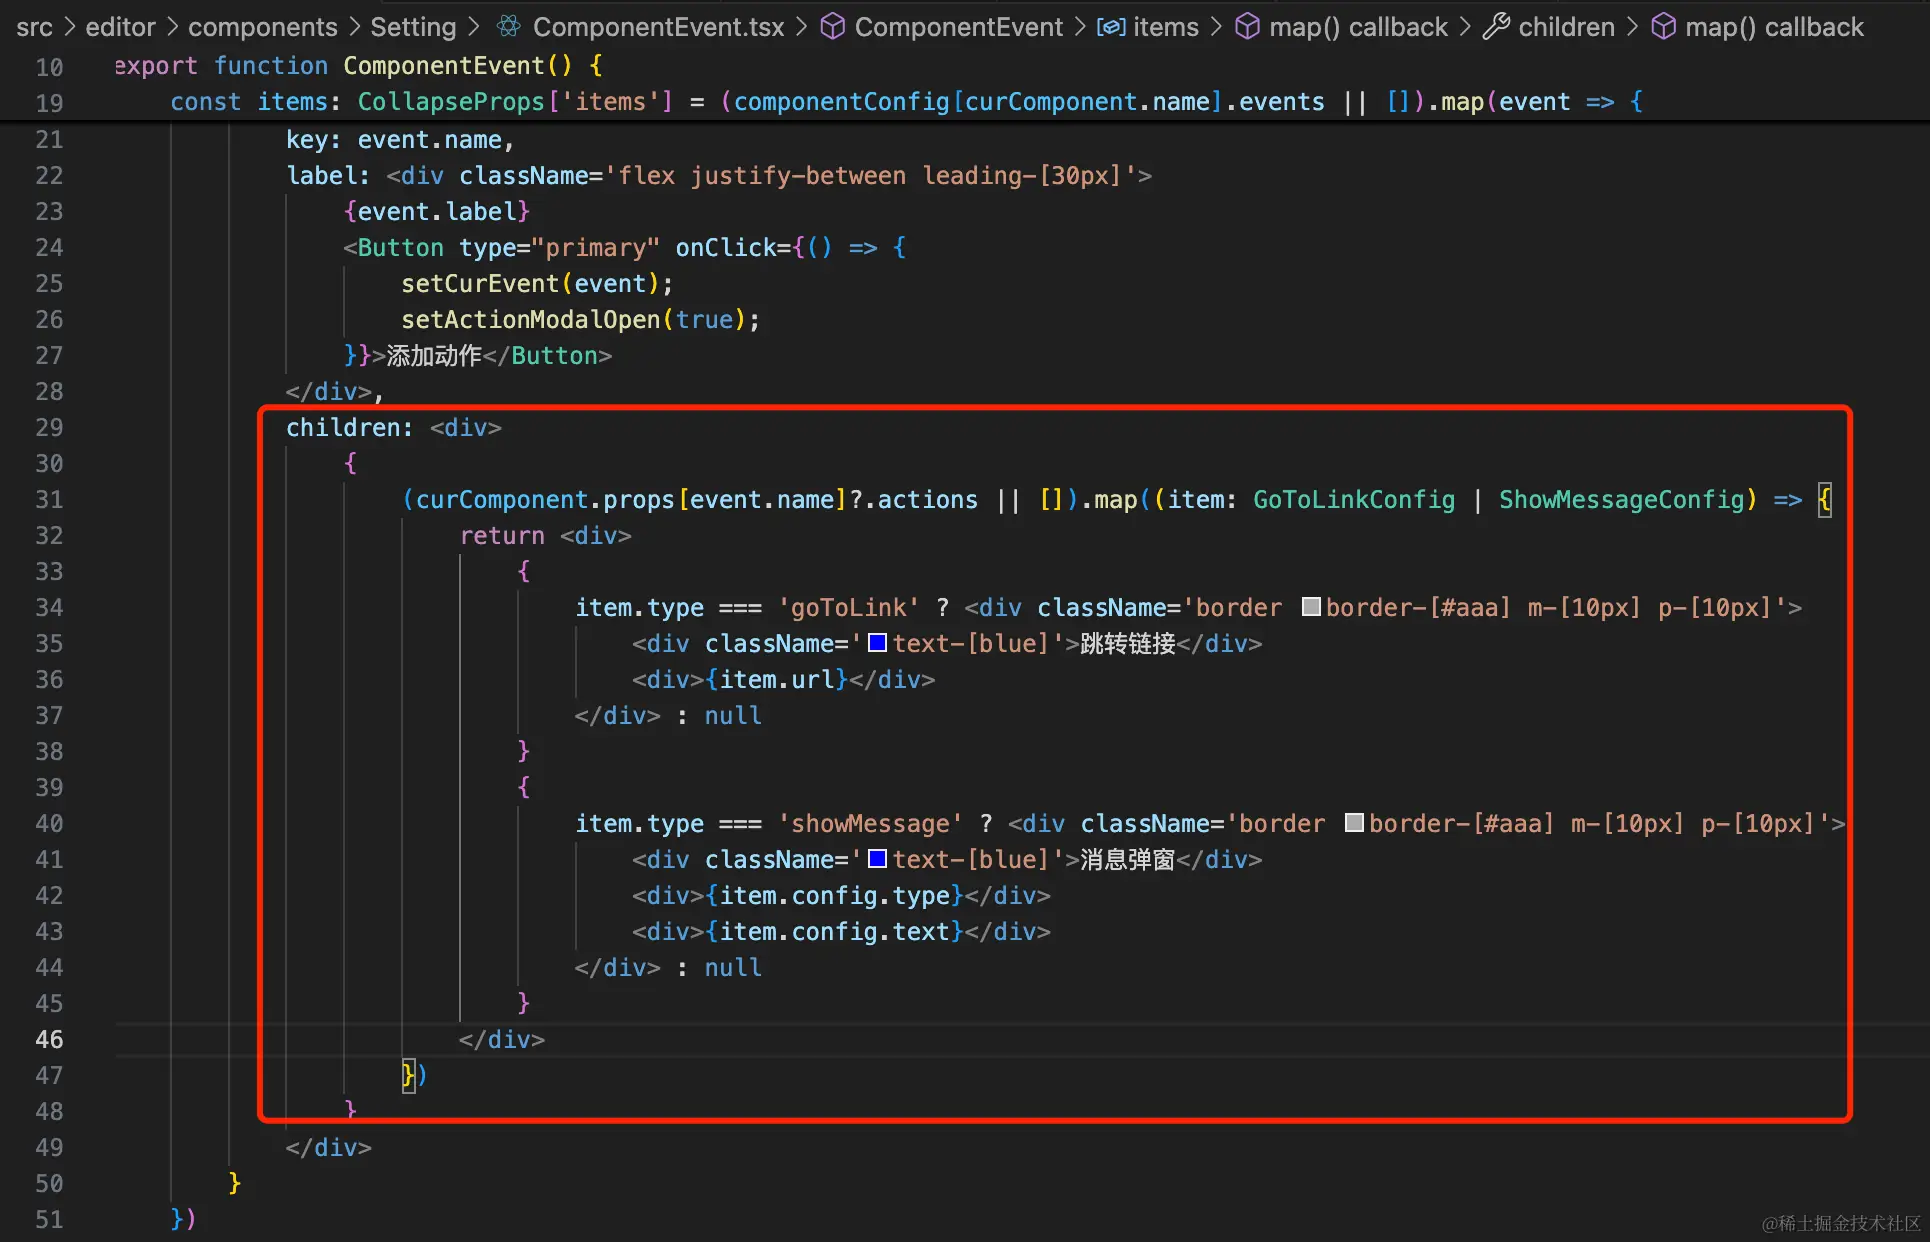 src > editor > components > Setting > ComponentEvent.tsx > ComponentEvent > items > map() callback > children > map() callback
10 export function ComponentEvent() {
19 const items: CollapseProps['items'] = (componentConfig[curComponent.name].events || []).map(event => {
21 key: event.name,
22 label: <div className='flex justify-between leading-[30px]'>
23 {event.label}
24 <Button type="primary" onClick={() => {
25 setCurEvent(event);
26 setActionModalOpen(true);
27 }}>添加动作</Button>
28 </div>,
29 children: <div>
30 {
31 (curComponent.props[event.name]?.actions || []).map((item: GoToLinkConfig | ShowMessageConfig) => {
32 return <div>
33 {
34 item.type === 'goToLink' ? <div className='border border-[#aaa] m-[10px] p-[10px]'>
35 <div className='text-[blue]'>跳转链接</div>
36 <div>{item.url}</div>
37 </div> : null
38 }
39 {
40 item.type === 'showMessage' ? <div className='border border-[#aaa] m-[10px] p-[10px]'>
41 <div className='text-[blue]'>消息弹窗</div>
42 <div>{item.config.type}</div>
43 <div>{item.config.text}</div>
44 </div> : null
45 }
46 </div>
47 })
48 }
49 </div>
50 }
51 })
@稀土掘金技术社区